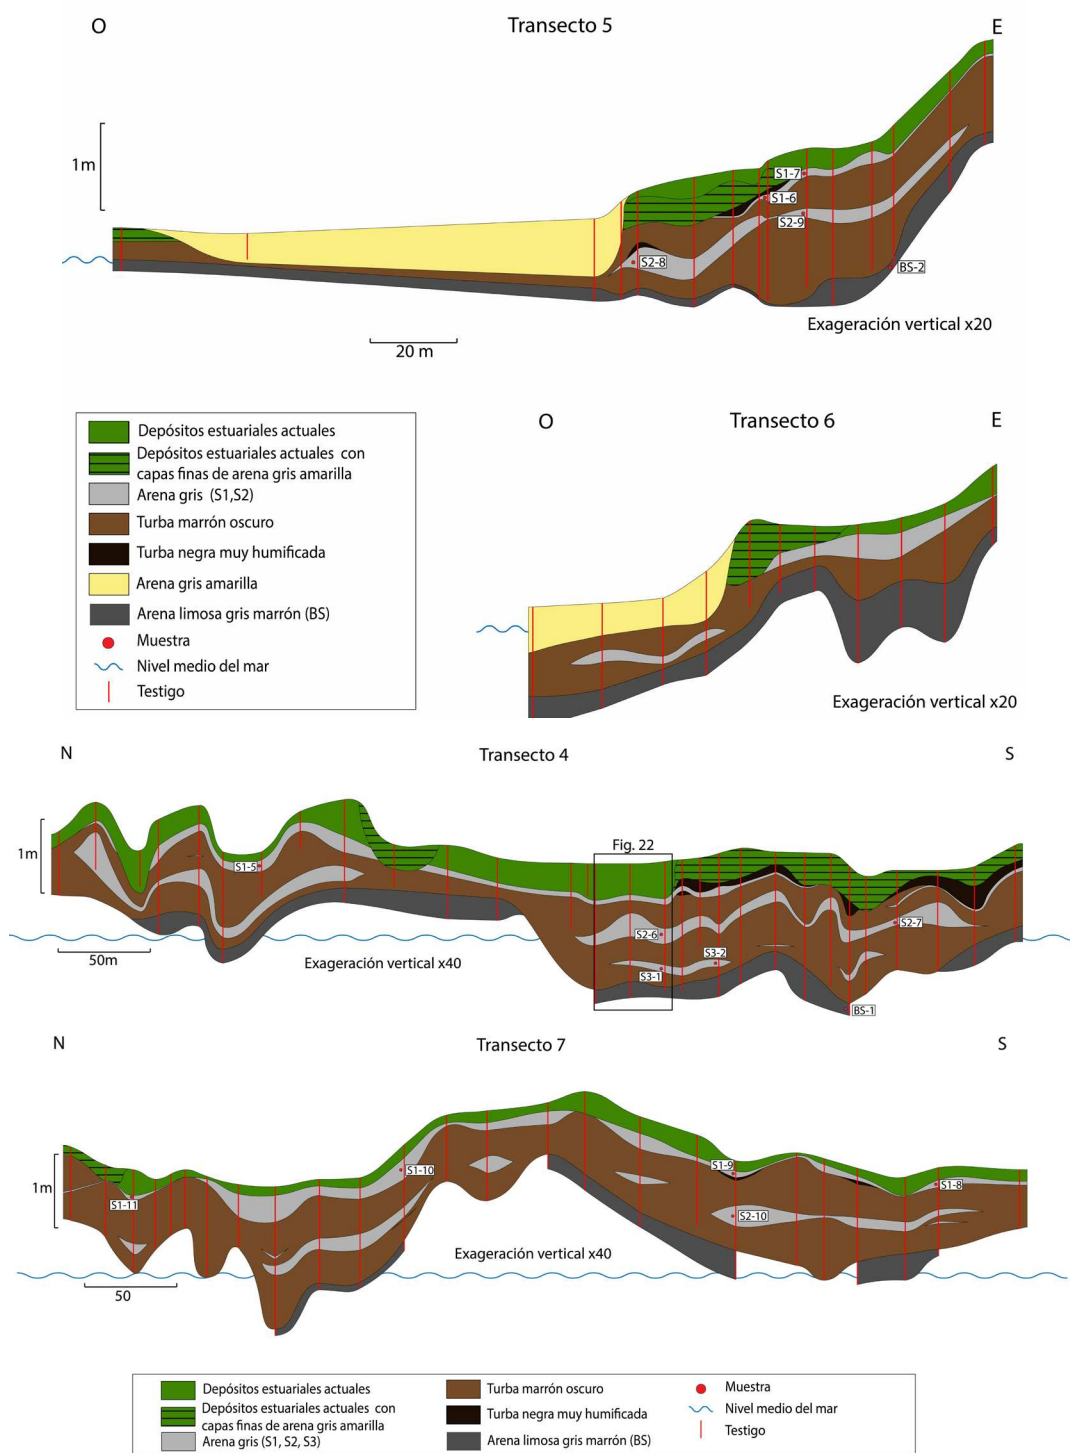 O
Transecto 5
E
1m
S1-7
S1-6
S2-9
S2-8
BS-2
Exageración vertical x20
20 m
Depósitos estuariales actuales
Depósitos estuariales actuales con
capas finas de arena gris amarilla
Arena gris (S1,S2)
Turba marrón oscuro
Turba negra muy humificada
Arena gris amarilla
Arena limosa gris marrón (BS)
Muestra
Nivel medio del mar
Testigo
O
Transecto 6
E
Exageración vertical x20
N
Transecto 4
S
1m
Fig. 22
S1-5
S2-7
S2-6
S3-2
S3-1
BS-1
50m
Exageración vertical x40
N
Transecto 7
S
1m
S1-10
S1-9
S1-8
S1-11
S2-10
Exageración vertical x40
50
Depósitos estuariales actuales
Depósitos estuariales actuales con
capas finas de arena gris amarilla
Arena gris (S1, S2, S3)
Turba marrón oscuro
Turba negra muy humificada
Arena limosa gris marrón (BS)
Muestra
Nivel medio del mar
Testigo